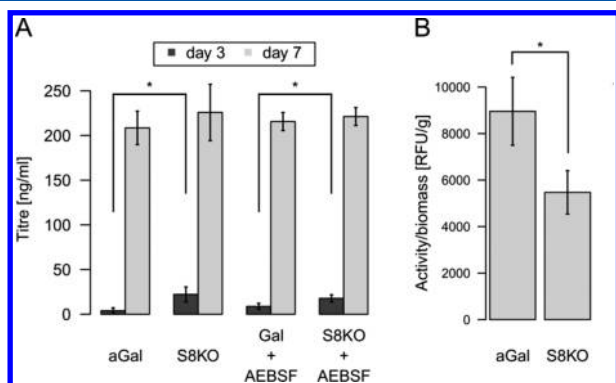 A
day 3
day 7
*
*
Titre [ng/ml]
250
200
150
100
50
0
aGal
S8KO
Gal
+
AEBSF
S8KO
+
AEBSF
B
*
Activity/biomass [RFU/g]
10000
8000
6000
4000
2000
0
aGal
S8KO